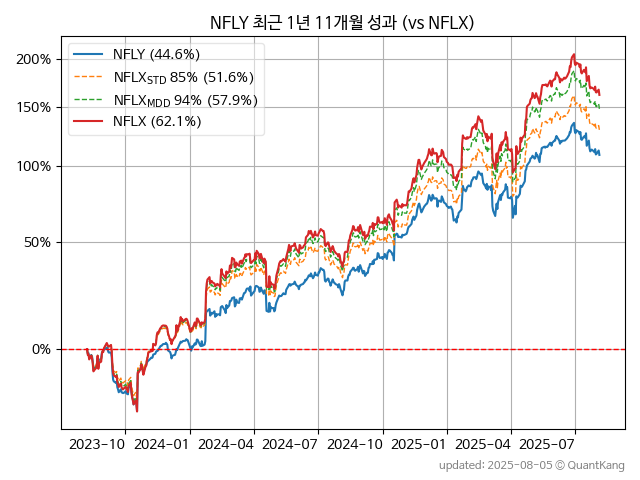 NFLY 최근 1년 11개월 성과 (vs NFLX)
200%
150%
100%
50%
0%
NFLY (44.6%)
NFLXSTD 85% (51.6%)
NFLXMDD 94% (57.9%)
NFLX (62.1%)
2023-10 2024-01 2024-04 2024-07 2024-10 2025-01 2025-04 2025-07
updated: 2025-08-05 © QuantKang